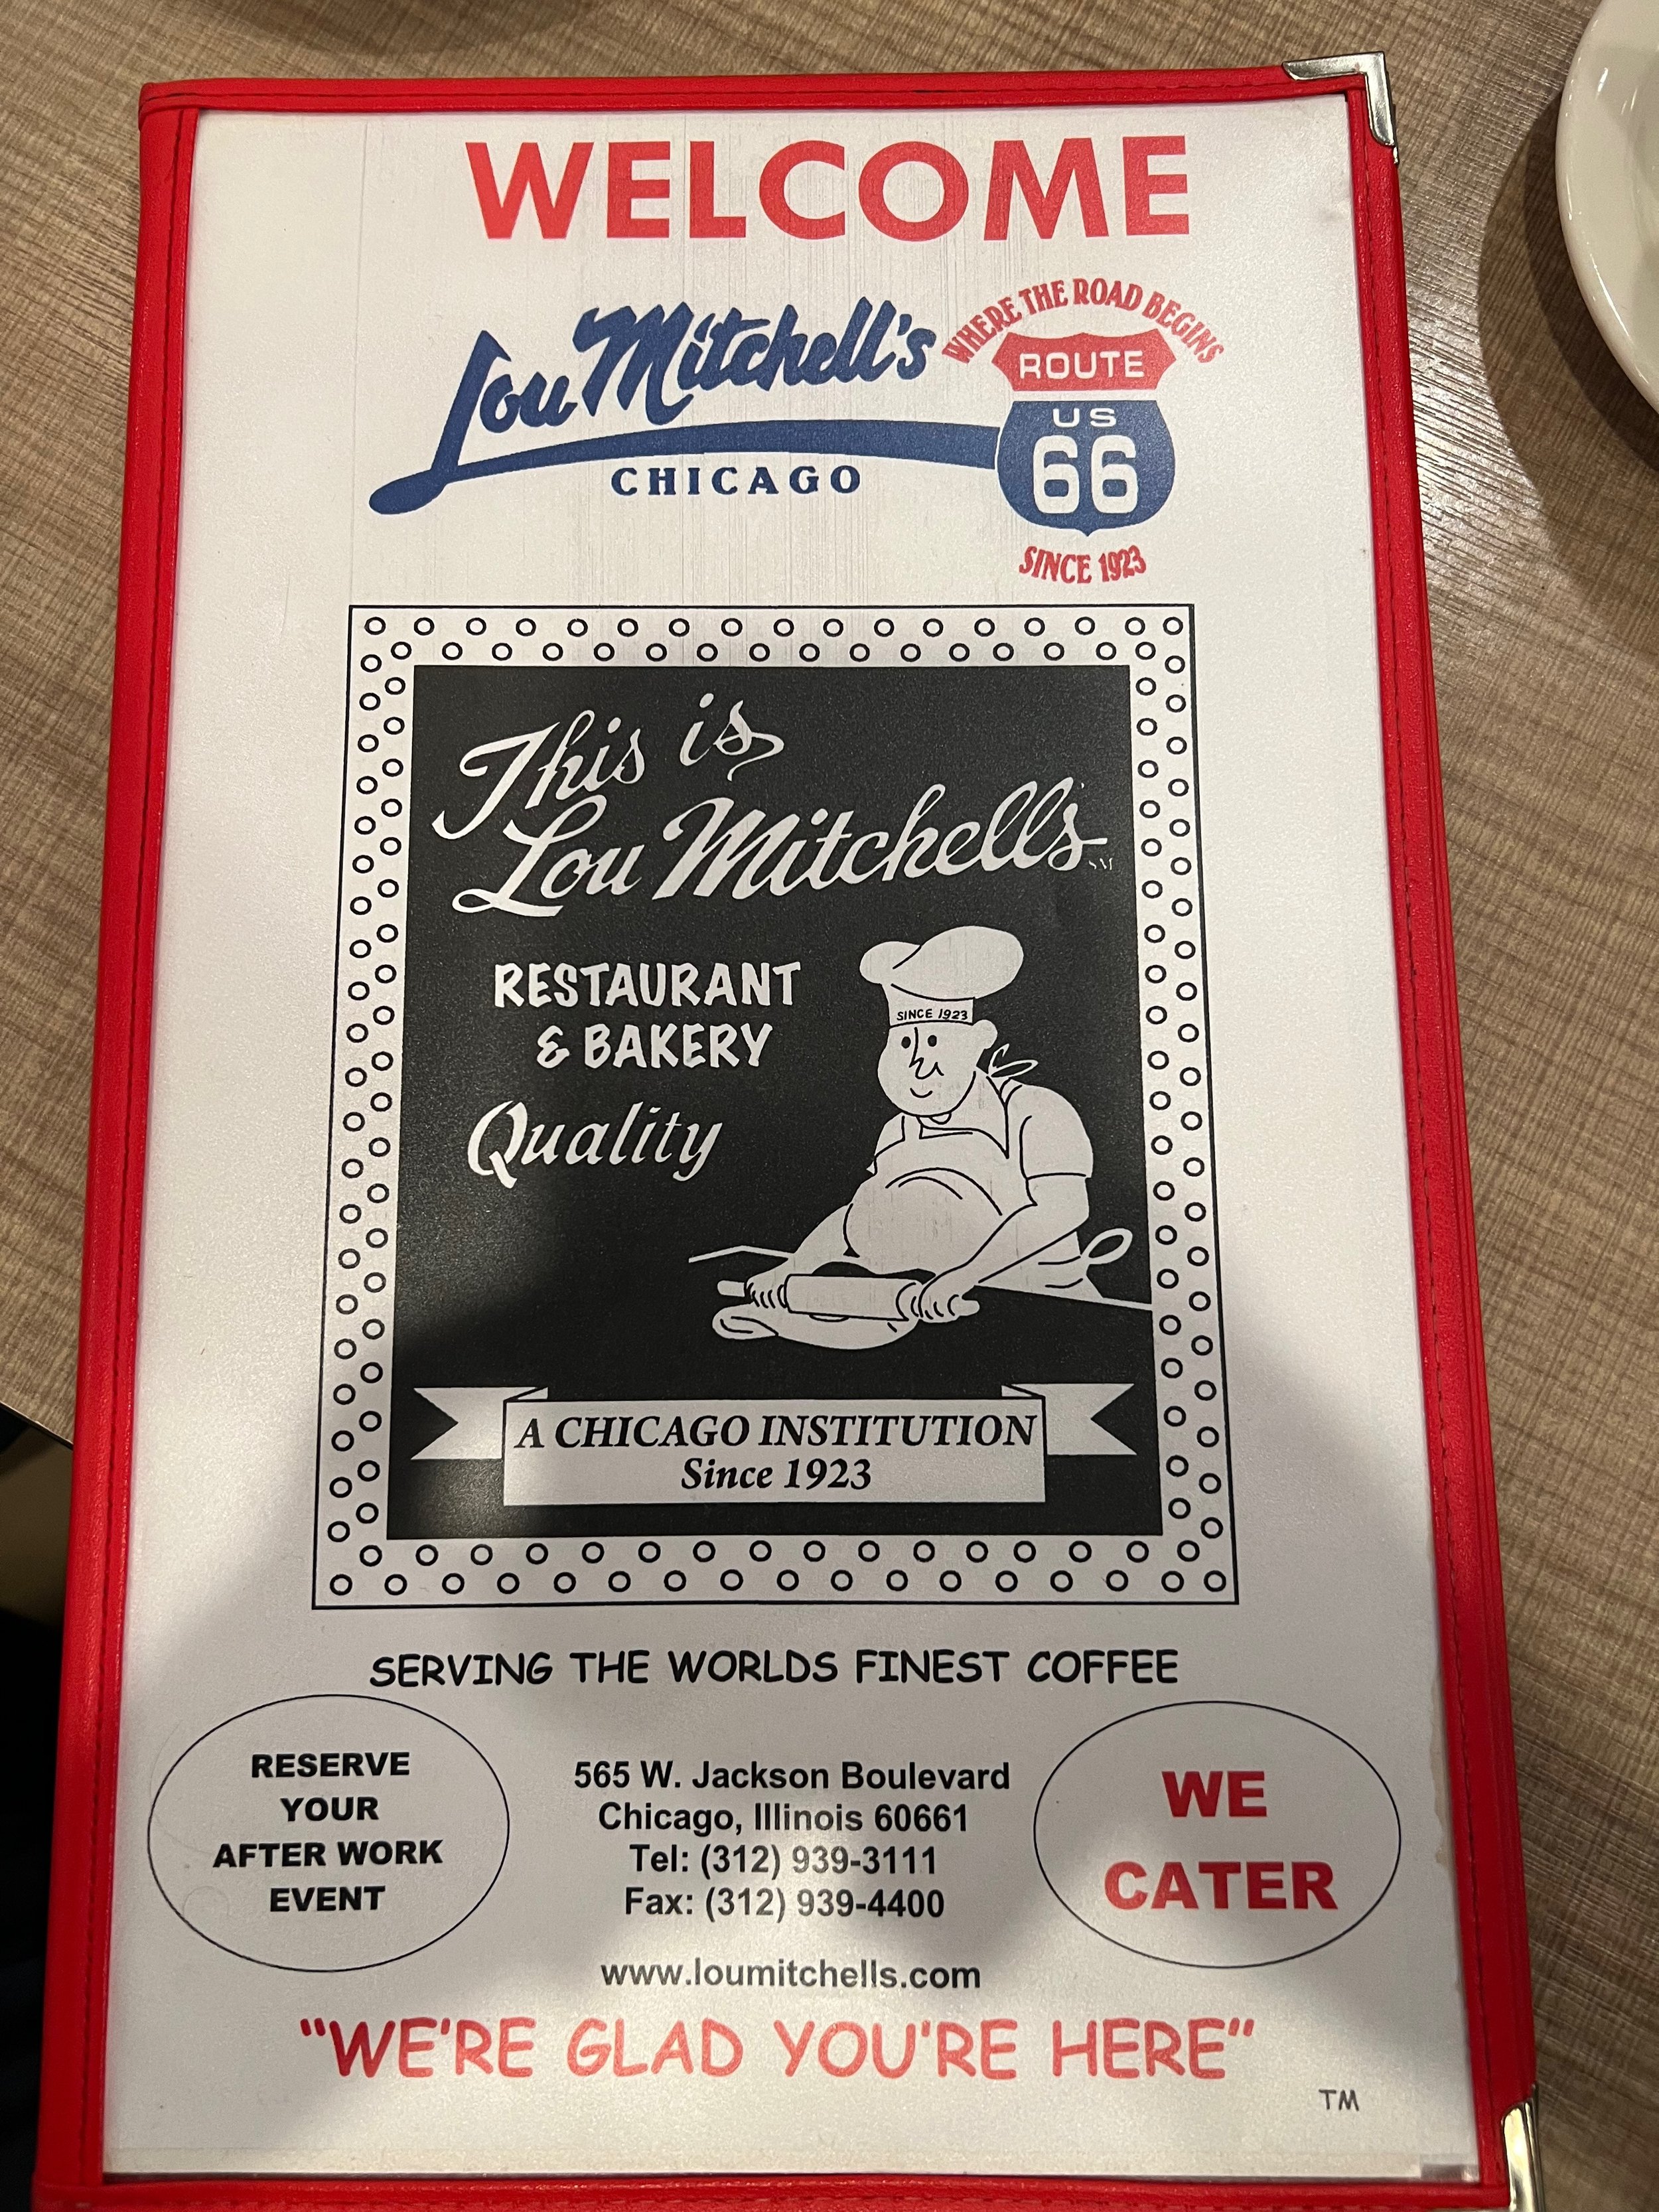 WELCOME
Lou Mitchell's
CHICAGO
WHERE THE ROAD BEGINS
ROUTE
US
66
SINCE 1923
This is
Lou Mitchell's SM
RESTAURANT
& BAKERY
Quality
SINCE 1923
A CHICAGO INSTITUTION
Since 1923
SERVING THE WORLDS FINEST COFFEE
RESERVE
YOUR
AFTER WORK
EVENT
565 W. Jackson Boulevard
Chicago, Illinois 60661
Tel: (312) 939-3111
Fax: (312) 939-4400
www.loumitchells.com
WE
CATER
"WE'RE GLAD YOU'RE HERE"
TM